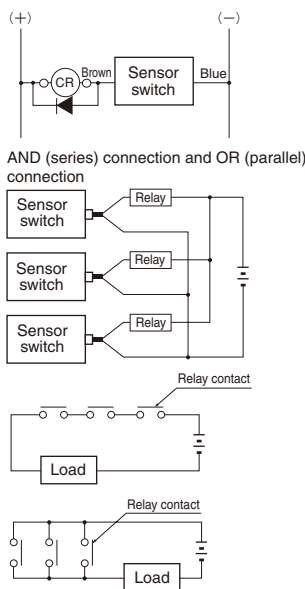 (+) (−)
CR Brown Sensor switch Blue
AND (series) connection and OR (parallel)
connection
Sensor switch Relay
Sensor switch Relay
Sensor switch Relay
Relay contact
Load
Relay contact
Load